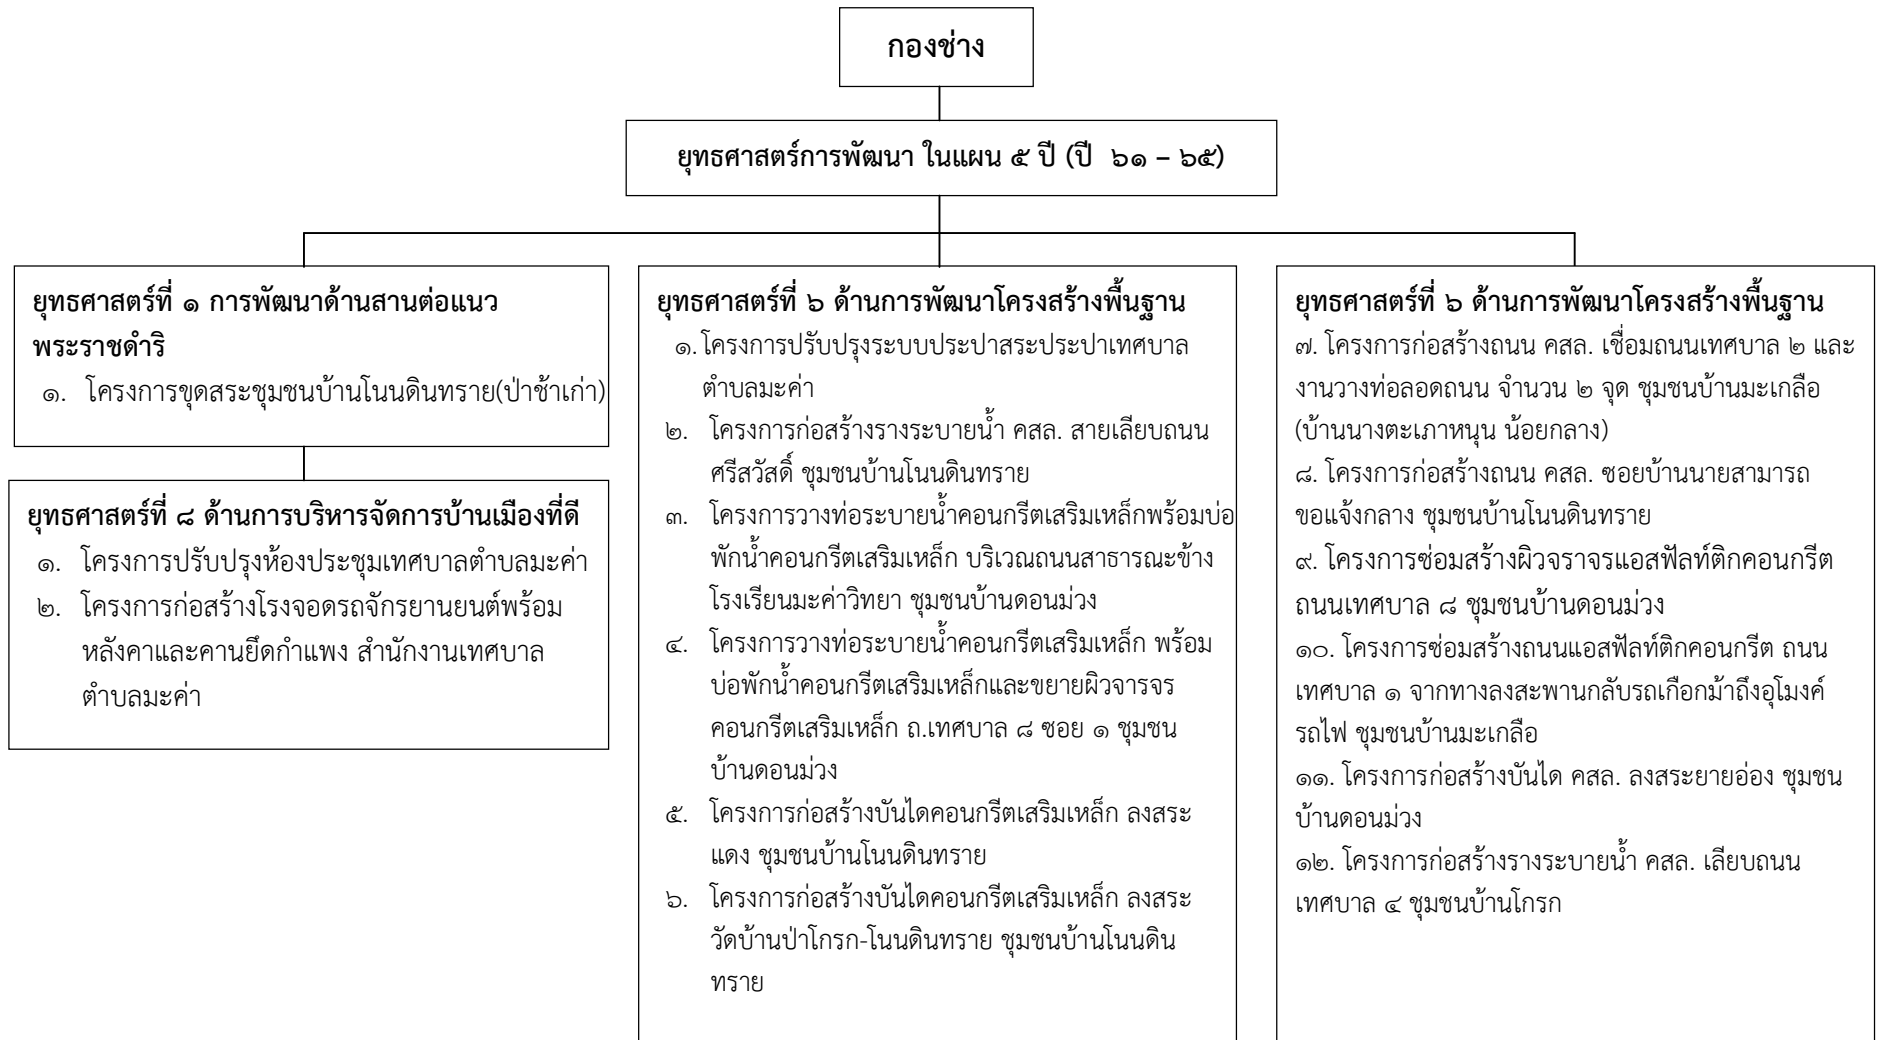 กองช่าง
ยุทธศาสตร์การพัฒนา ในแผน ๕ ปี (ปี ๖๑ – ๖๕)
ยุทธศาสตร์ที่ ๑ การพัฒนาด้านสานต่อแนว
พระราชดำริ
๑. โครงการขุดสระชุมชนบ้านโนนดินทราย(ป่าช้าเก่า)
ยุทธศาสตร์ที่ ๘ ด้านการบริหารจัดการบ้านเมืองที่ดี
๑. โครงการปรับปรุงห้องประชุมเทศบาลตำบลมะค่า
๒. โครงการก่อสร้างโรงจอดรถจักรยานยนต์พร้อม
หลังคาและคานยึดกำแพง สำนักงานเทศบาล
ตำบลมะค่า
ยุทธศาสตร์ที่ ๖ ด้านการพัฒนาโครงสร้างพื้นฐาน
๑. โครงการปรับปรุงระบบประปาสระประปาเทศบาล
ตำบลมะค่า
๒. โครงการก่อสร้างรางระบายน้ำ คสล. สายเลียบถนน
ศรีสวัสดิ์ ชุมชนบ้านโนนดินทราย
๓. โครงการวางท่อระบายน้ำคอนกรีตเสริมเหล็กพร้อมบ่อ
พักน้ำคอนกรีตเสริมเหล็ก บริเวณถนนสาธารณะข้าง
โรงเรียนมะค่าวิทยา ชุมชนบ้านดอนม่วง
๔. โครงการวางท่อระบายน้ำคอนกรีตเสริมเหล็ก พร้อม
บ่อพักน้ำคอนกรีตเสริมเหล็กและขยายผิวจารจร
คอนกรีตเสริมเหล็ก ถ.เทศบาล ๘ ซอย ๑ ชุมชน
บ้านดอนม่วง
๕. โครงการก่อสร้างบันไดคอนกรีตเสริมเหล็ก ลงสระ
แดง ชุมชนบ้านโนนดินทราย
๖. โครงการก่อสร้างบันไดคอนกรีตเสริมเหล็ก ลงสระ
วัดบ้านป่าโกรก-โนนดินทราย ชุมชนบ้านโนนดิน
ทราย
ยุทธศาสตร์ที่ ๖ ด้านการพัฒนาโครงสร้างพื้นฐาน
๗. โครงการก่อสร้างถนน คสล. เชื่อมถนนเทศบาล ๒ และ
งานวางท่อลอดถนน จำนวน ๒ จุด ชุมชนบ้านมะเกลือ
(บ้านนางตะเภาหนุน น้อยกลาง)
๘. โครงการก่อสร้างถนน คสล. ซอยบ้านนายสามารถ
ขอแจ้งกลาง ชุมชนบ้านโนนดินทราย
๙. โครงการซ่อมสร้างผิวจราจรแอสฟัลท์ติกคอนกรีต
ถนนเทศบาล ๘ ชุมชนบ้านดอนม่วง
๑๐. โครงการซ่อมสร้างถนนแอสฟัลท์ติกคอนกรีต ถนน
เทศบาล ๑ จากทางลงสะพานกลับรถเกือกม้าถึงอุโมงค์
รถไฟ ชุมชนบ้านมะเกลือ
๑๑. โครงการก่อสร้างบันได คสล. ลงสระยายอ่อง ชุมชน
บ้านดอนม่วง
๑๒. โครงการก่อสร้างรางระบายน้ำ คสล. เลียบถนน
เทศบาล ๔ ชุมชนบ้านโกรก